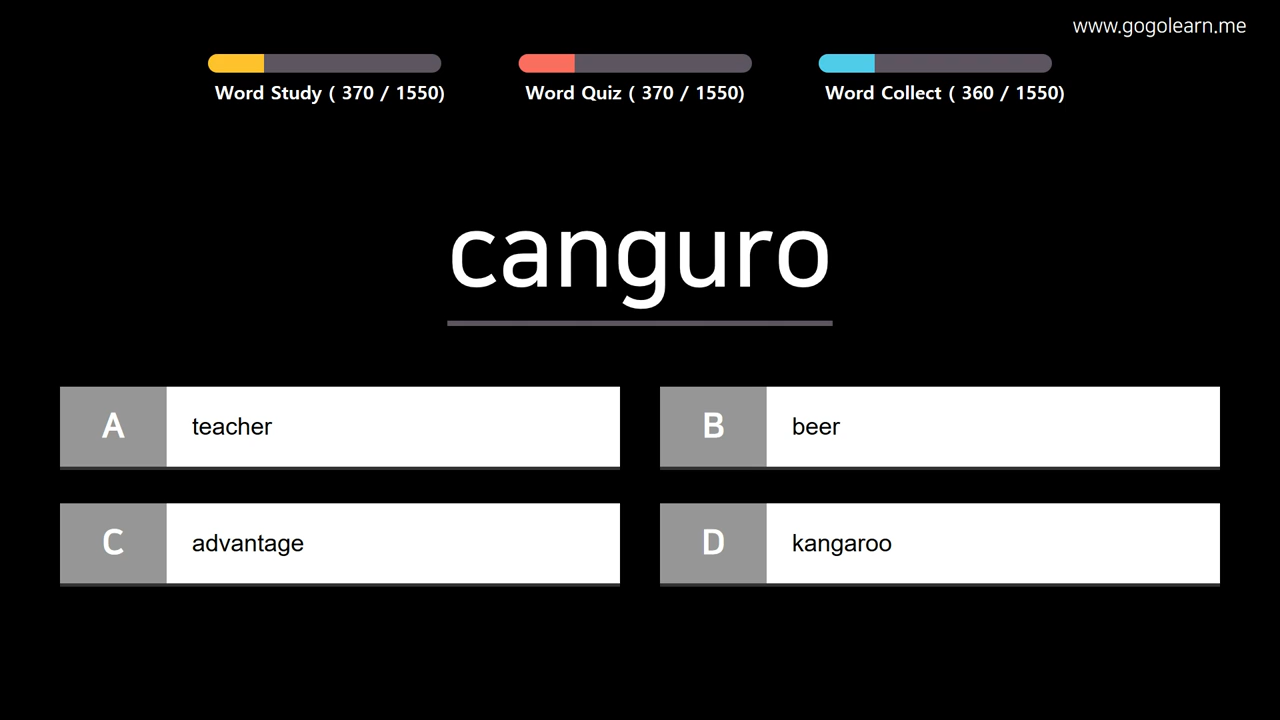 www.gogolearn.me
Word Study ( 370 / 1550)
Word Quiz ( 370 / 1550)
Word Collect ( 360 / 1550)
canguro
A teacher
B beer
C advantage
D kangaroo